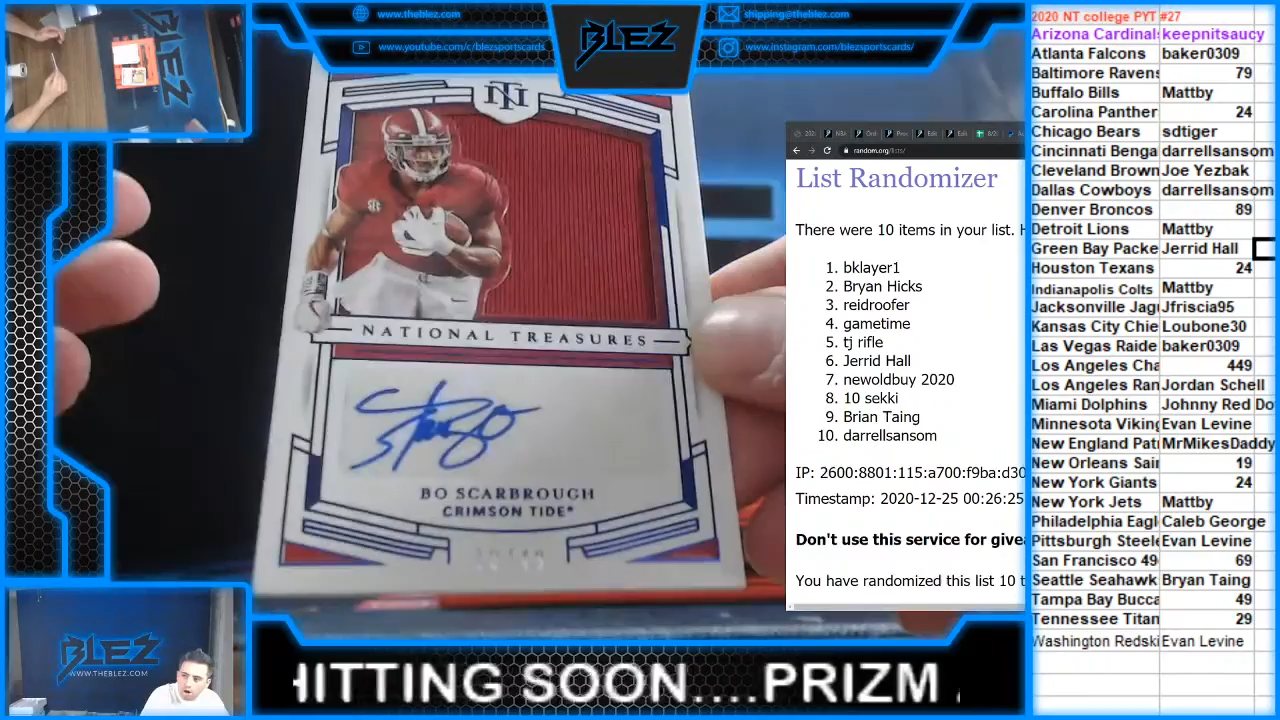 www.theblez.com
shipping@theblez.com
BLEZ
www.youtube.com/c/blezsportscards
www.instagram.com/blezsportscards/
BLEZ
NATIONAL TREASURES
BO SCARBROUGH
CRIMSON TIDE®
random.org/lists/
List Randomizer
There were 10 items in your list. H
1. bklayer1
2. Bryan Hicks
3. reidroofer
4. gametime
5. tj rifle
6. Jerrid Hall
7. newoldbuy 2020
8. 10 sekki
9. Brian Taing
10. darrellsansom
IP: 2600:8801:115:a700:f9ba:d30
Timestamp: 2020-12-25 00:26:25
Don't use this service for givea
You have randomized this list 10 t
2020 NT college PYT #27
Arizona Cardinals keepnitsaucy
Atlanta Falcons baker0309
Baltimore Ravens 79
Buffalo Bills Mattby
Carolina Panther 24
Chicago Bears sdtiger
Cincinnati Benga darrellsansom
Cleveland Brown Joe Yezbak
Dallas Cowboys darrellsansom
Denver Broncos 89
Detroit Lions Mattby
Green Bay Packe Jerrid Hall
Houston Texans 24
Indianapolis Colts Mattby
Jacksonville Jagu Jfriscia95
Kansas City Chie Loubone30
Las Vegas Raide baker0309
Los Angeles Cha 449
Los Angeles Ran Jordan Schell
Miami Dolphins Johnny Red Do
Minnesota Viking Evan Levine
New England Pat MrMikesDaddy
New Orleans Sai 19
New York Giants 24
New York Jets Mattby
Philadelphia Eagl Caleb George
Pittsburgh Steele Evan Levine
San Francisco 49 69
Seattle Seahawk Bryan Taing
Tampa Bay Bucca 49
Tennessee Titan 29
Washington Redski Evan Levine
BLEZ
WWW.THEBLEZ.COM
HITTING SOON....PRIZM